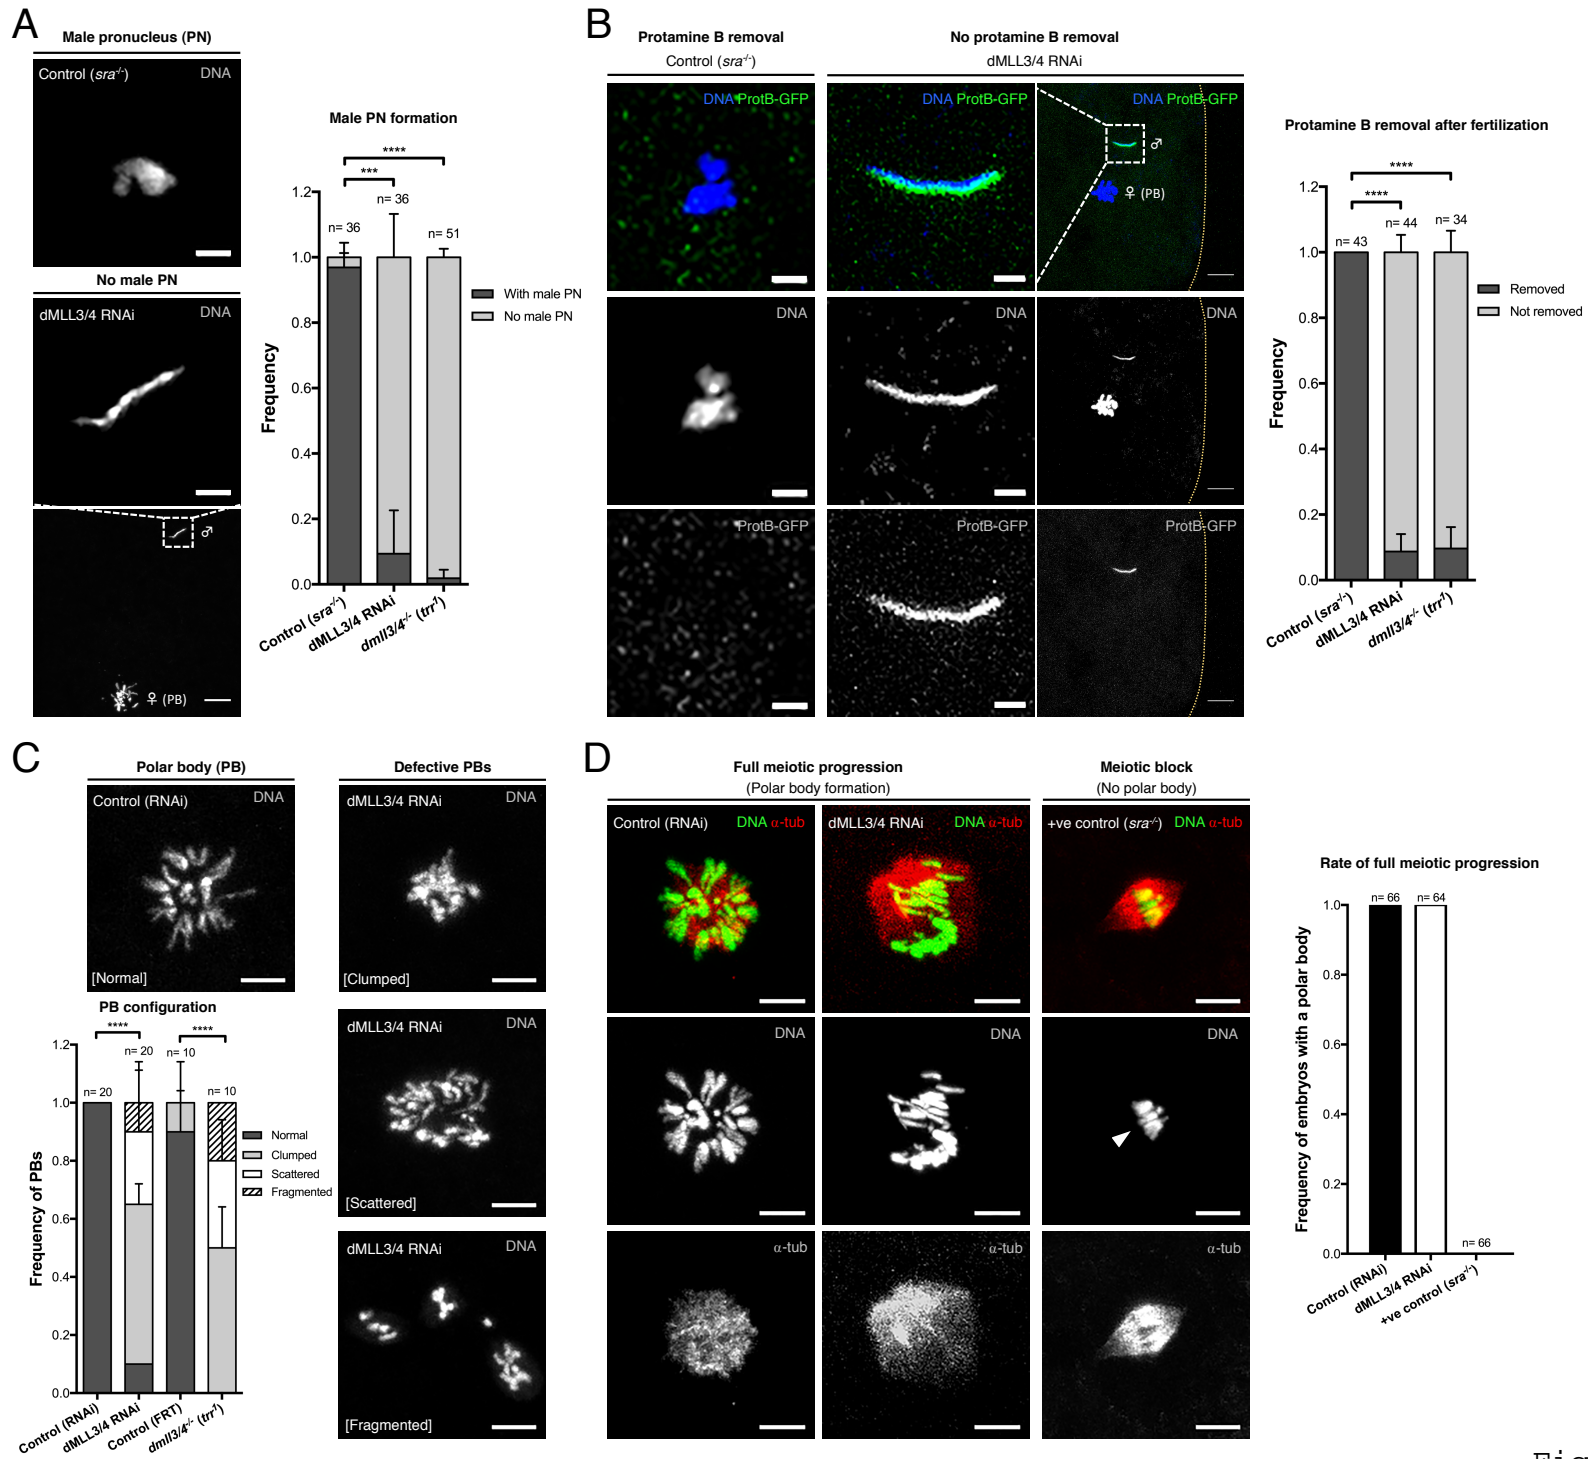 A
Male pronucleus (PN)
Control (sra-/-) DNA
No male PN
dMLL3/4 RNAi DNA
♂
♀ (PB)
Male PN formation
****
***
n= 36
n= 36
n= 51
1.2
1.0
0.8
0.6
0.4
0.2
0.0
Frequency
With male PN
No male PN
Control (sra-/-)
dMLL3/4 RNAi
dmll3/4-/- (trr1)
B
Protamine B removal
Control (sra-/-)
No protamine B removal
dMLL3/4 RNAi
DNA ProtB-GFP
DNA ProtB-GFP
DNA ProtB-GFP
♂
♀ (PB)
DNA
DNA
DNA
ProtB-GFP
ProtB-GFP
ProtB-GFP
Protamine B removal after fertilization
****
****
n= 43
n= 44
n= 34
1.2
1.0
0.8
0.6
0.4
0.2
0.0
Frequency
Removed
Not removed
Control (sra-/-)
dMLL3/4 RNAi
dmll3/4-/- (trr1)
C
Polar body (PB)
Control (RNAi) DNA
[Normal]
Defective PBs
dMLL3/4 RNAi DNA
[Clumped]
dMLL3/4 RNAi DNA
[Scattered]
dMLL3/4 RNAi DNA
[Fragmented]
PB configuration
****
****
n= 20
n= 20
n= 10
n= 10
1.2
1.0
0.8
0.6
0.4
0.2
0.0
Frequency of PBs
Normal
Clumped
Scattered
Fragmented
Control (RNAi)
dMLL3/4 RNAi
Control (FRT)
dmll3/4-/- (trr1)
D
Full meiotic progression
(Polar body formation)
Meiotic block
(No polar body)
Control (RNAi) DNA α-tub
dMLL3/4 RNAi DNA α-tub
+ve control (sra-/-) DNA α-tub
DNA
DNA
DNA
α-tub
α-tub
α-tub
Rate of full meiotic progression
n= 66
n= 64
n= 66
1.0
0.8
0.6
0.4
0.2
0.0
Frequency of embryos with a polar body
Control (RNAi)
dMLL3/4 RNAi
+ve control (sra-/-)